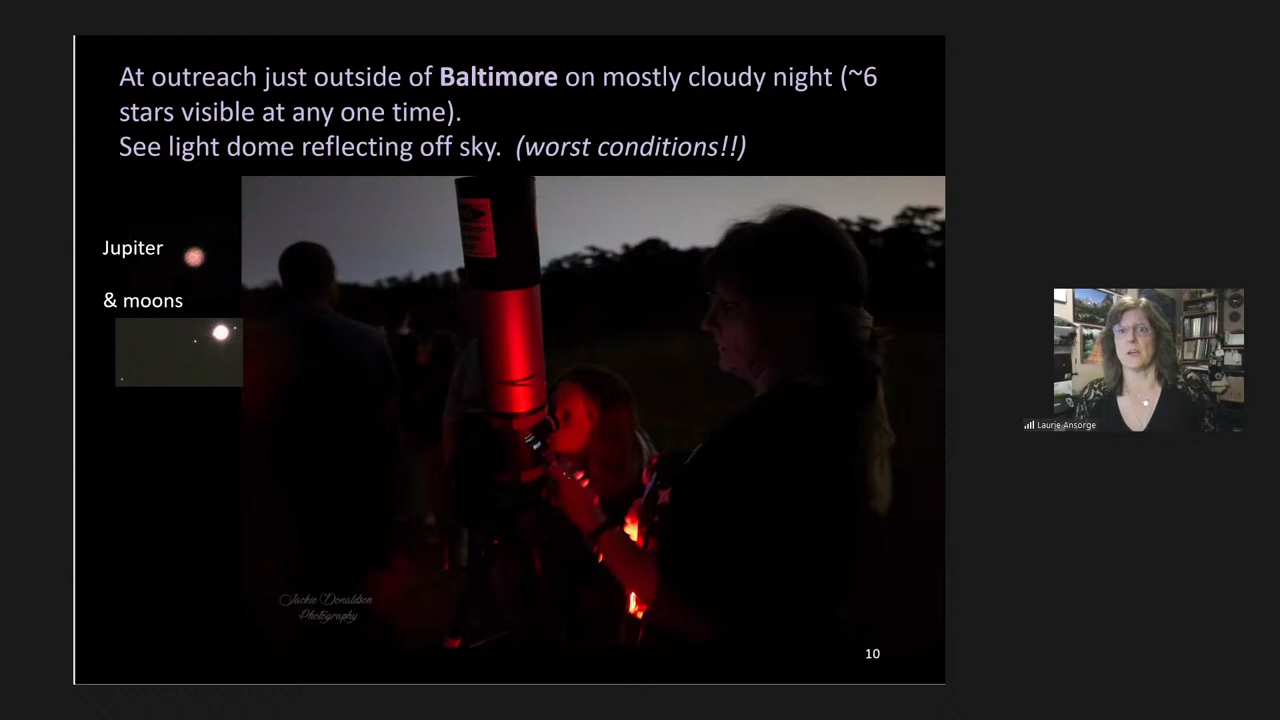 At outreach just outside of Baltimore on mostly cloudy night (~6
stars visible at any one time).
See light dome reflecting off sky. (worst conditions!!)
Jupiter
& moons
Laurie Ansorge
Jackie Donaldson
Photography
10